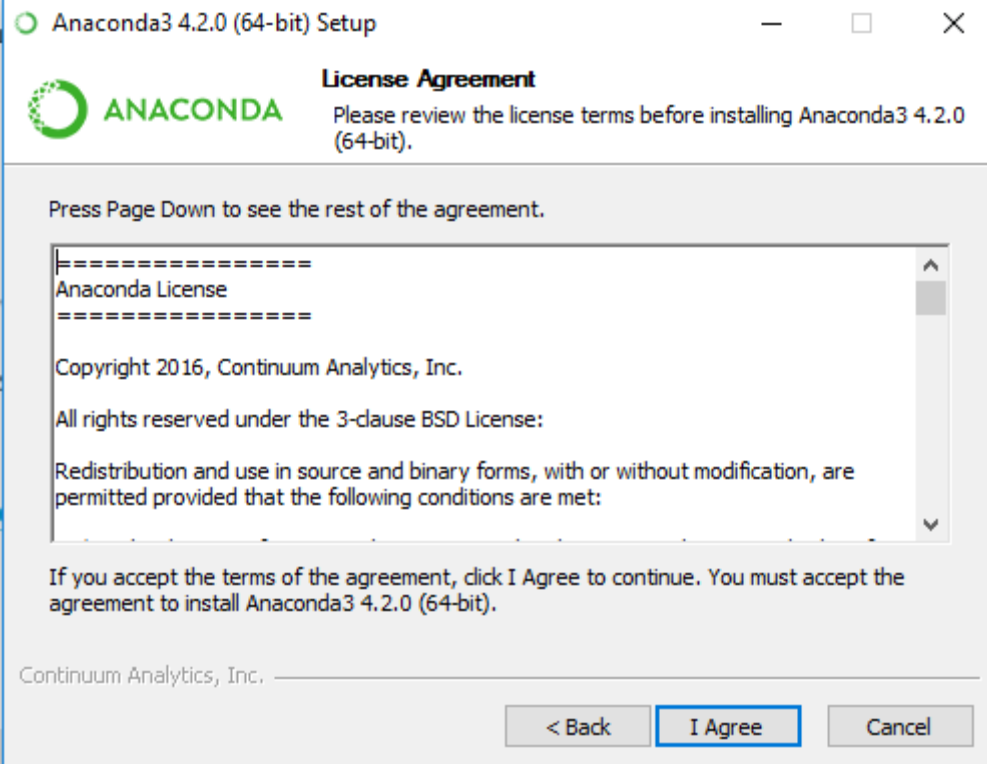 Anaconda3 4.2.0 (64-bit) Setup
ANACONDA
License Agreement
Please review the license terms before installing Anaconda3 4.2.0
(64-bit).
Press Page Down to see the rest of the agreement.
================
Anaconda License
================
Copyright 2016, Continuum Analytics, Inc.
All rights reserved under the 3-clause BSD License:
Redistribution and use in source and binary forms, with or without modification, are
permitted provided that the following conditions are met:
If you accept the terms of the agreement, click I Agree to continue. You must accept the
agreement to install Anaconda3 4.2.0 (64-bit).
Continuum Analytics, Inc.
< Back
I Agree
Cancel